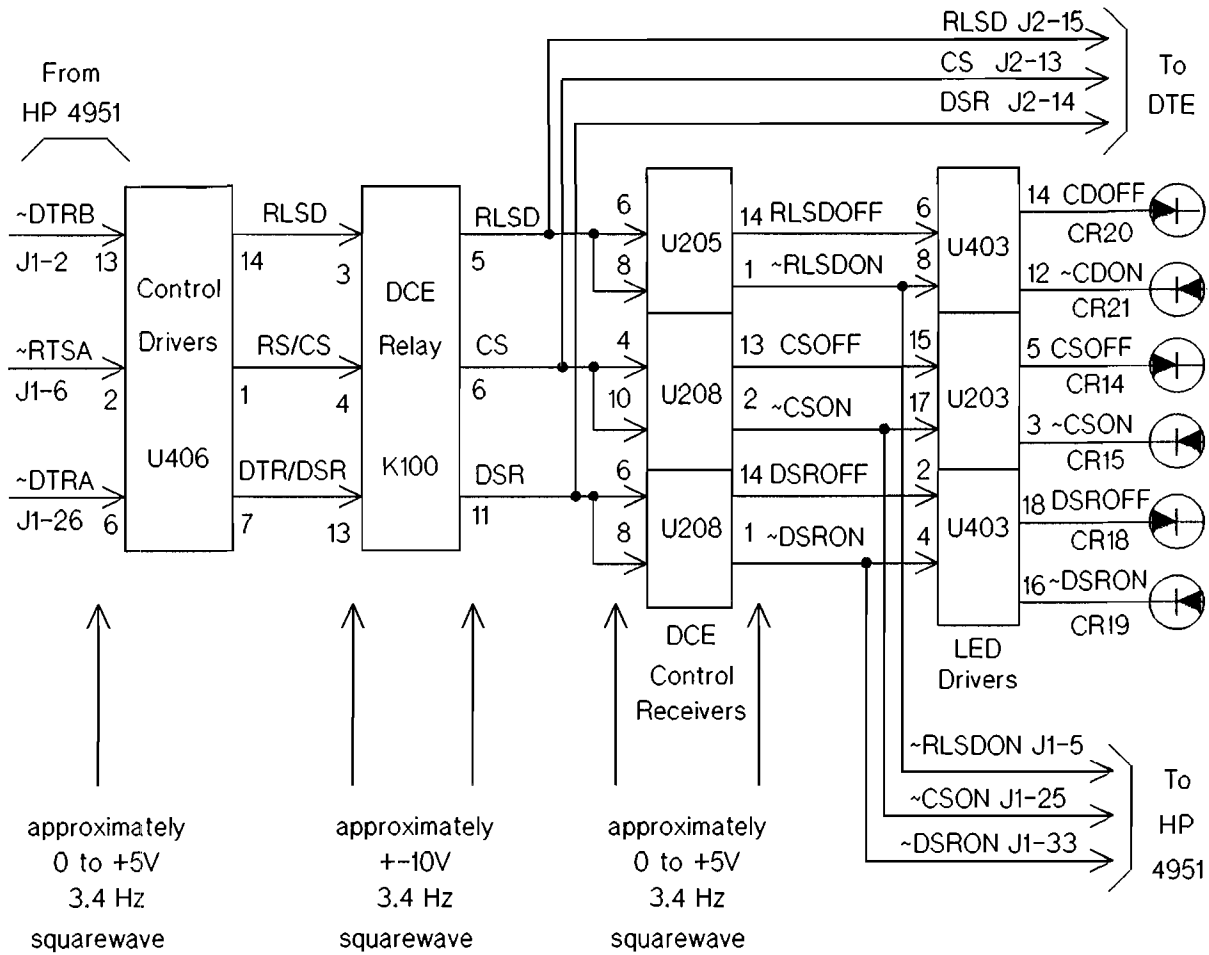 RLSD J2-15
CS J2-13
DSR J2-14
To
DTE
From
HP 4951
~DTRB
J1-2
13
~RTSA
J1-6
2
~DTRA
J1-26
6
Control
Drivers
U406
RLSD
14
3
RS/CS
1
4
DTR/DSR
7
13
DCE
Relay
K100
RLSD
5
CS
6
DSR
11
6
8
4
10
6
8
U205
U208
U208
DCE
Control
Receivers
14 RLSDOFF
1 ~RLSDON
13 CSOFF
2 ~CSON
14 DSROFF
1 ~DSRON
6
8
15
17
2
4
U403
U203
U403
LED
Drivers
14 CDOFF
CR20
12 ~CDON
CR21
5 CSOFF
CR14
3 ~CSON
CR15
18 DSROFF
CR18
16 ~DSRON
CR19
~RLSDON J1-5
~CSON J1-25
~DSRON J1-33
To
HP
4951
approximately
0 to +5V
3.4 Hz
squarewave
approximately
+-10V
3.4 Hz
squarewave
approximately
0 to +5V
3.4 Hz
squarewave